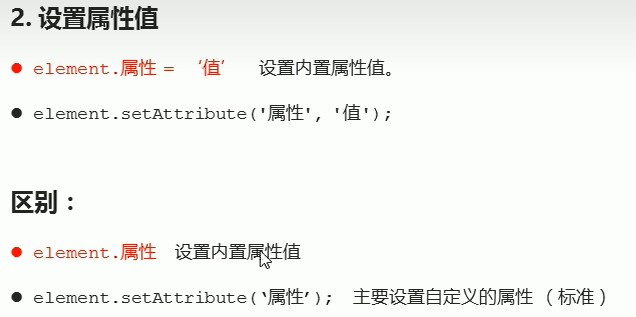 2. 设置属性值
● element.属性 = ‘值’ 设置内置属性值。
● element.setAttribute('属性', '值');
区别：
● element.属性 设置内置属性值
● element.setAttribute(‘属性’); 主要设置自定义的属性 （标准）